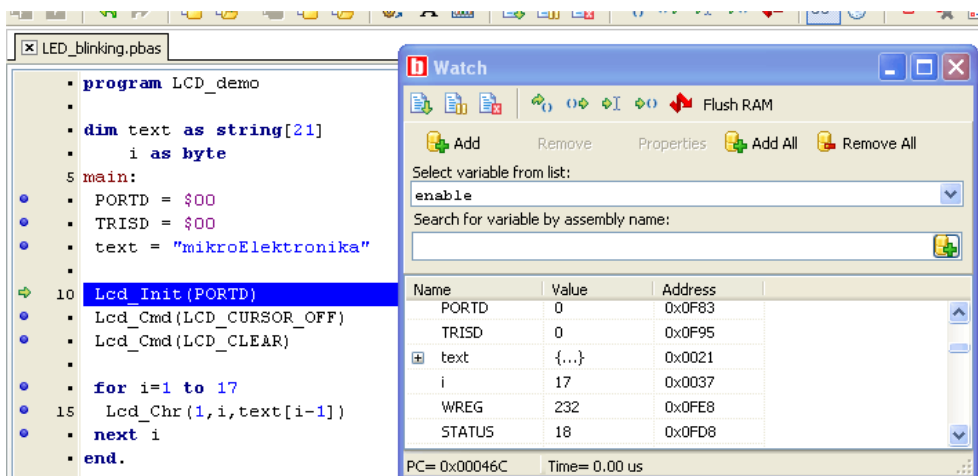 LED_blinking.pbas
program LCD_demo
dim text as string[21]
i as byte
5 main:
PORTD = $00
TRISD = $00
text = "mikroElektronika"
10 Lcd_Init(PORTD)
Lcd_Cmd(LCD_CURSOR_OFF)
Lcd_Cmd(LCD_CLEAR)
for i=1 to 17
15 Lcd_Chr(1,i,text[i-1])
next i
end.
Watch
Flush RAM
Add Remove Properties Add All Remove All
Select variable from list:
enable
Search for variable by assembly name:
Name Value Address
PORTD 0 0x0F83
TRISD 0 0x0F95
text {...} 0x0021
i 17 0x0037
WREG 232 0x0FE8
STATUS 18 0x0FD8
PC= 0x00046C Time= 0.00 us